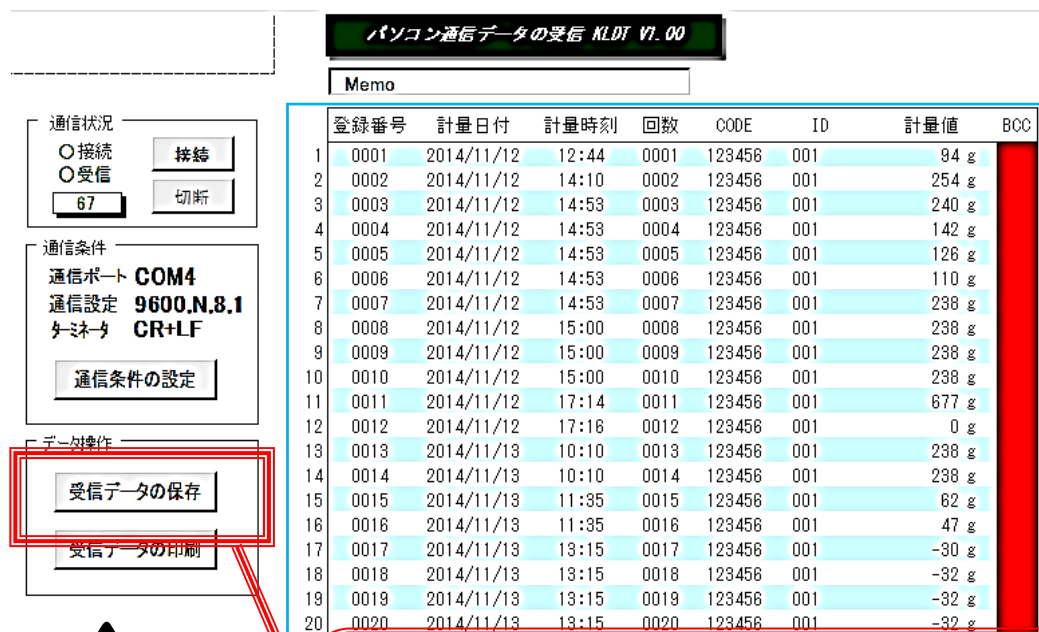 パソコン通信データの受信 KLDT V1.00
Memo
通信状況
接続
受信
67
接続
切断
通信条件
通信ポート COM4
通信設定 9600,N,8,1
ターミネータ CR+LF
通信条件の設定
データ操作
受信データの保存
受信データの印刷
登録番号 計量日付 計量時刻 回数 CODE ID 計量値 BCC
1 0001 2014/11/12 12:44 0001 123456 001 94 g
2 0002 2014/11/12 14:10 0002 123456 001 254 g
3 0003 2014/11/12 14:53 0003 123456 001 240 g
4 0004 2014/11/12 14:53 0004 123456 001 142 g
5 0005 2014/11/12 14:53 0005 123456 001 126 g
6 0006 2014/11/12 14:53 0006 123456 001 110 g
7 0007 2014/11/12 14:53 0007 123456 001 238 g
8 0008 2014/11/12 15:00 0008 123456 001 238 g
9 0009 2014/11/12 15:00 0009 123456 001 238 g
10 0010 2014/11/12 15:00 0010 123456 001 238 g
11 0011 2014/11/12 17:14 0011 123456 001 677 g
12 0012 2014/11/12 17:16 0012 123456 001 0 g
13 0013 2014/11/13 10:10 0013 123456 001 238 g
14 0014 2014/11/13 10:10 0014 123456 001 238 g
15 0015 2014/11/13 11:35 0015 123456 001 62 g
16 0016 2014/11/13 11:35 0016 123456 001 47 g
17 0017 2014/11/13 13:15 0017 123456 001 -30 g
18 0018 2014/11/13 13:15 0018 123456 001 -32 g
19 0019 2014/11/13 13:15 0019 123456 001 -32 g
20 0020 2014/11/13 13:15 0020 123456 001 -32 g